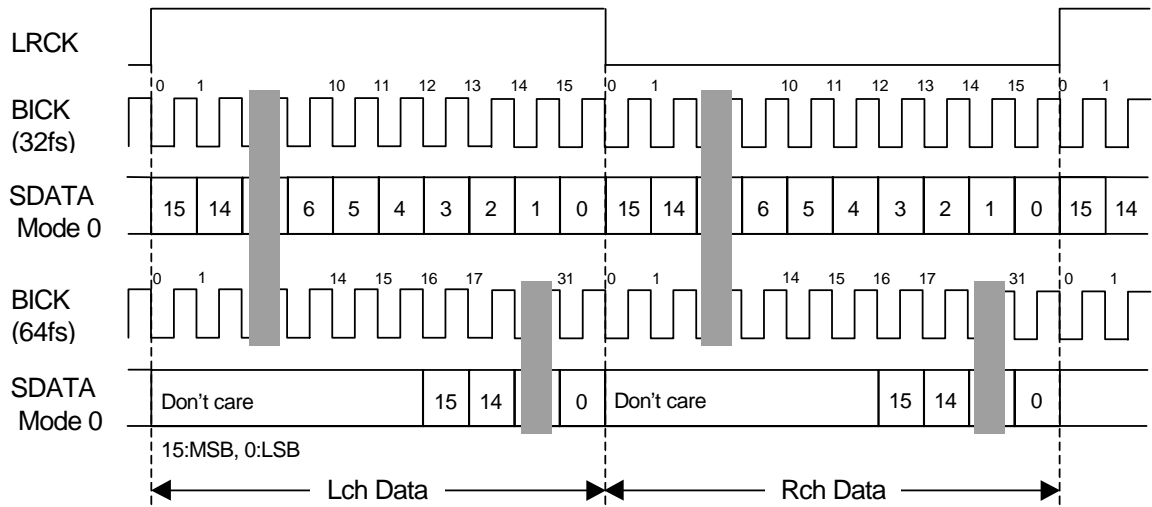 LRCK
0 1 10 11 12 13 14 15 0 1 10 11 12 13 14 15 0 1
BICK
(32fs)
SDATA
Mode 0
15 14 6 5 4 3 2 1 0 15 14 6 5 4 3 2 1 0 15 14
0 1 14 15 16 17 31 0 1 14 15 16 17 31 0 1
BICK
(64fs)
SDATA
Mode 0
Don't care 15 14 0 Don't care 15 14 0
15:MSB, 0:LSB
Lch Data Rch Data